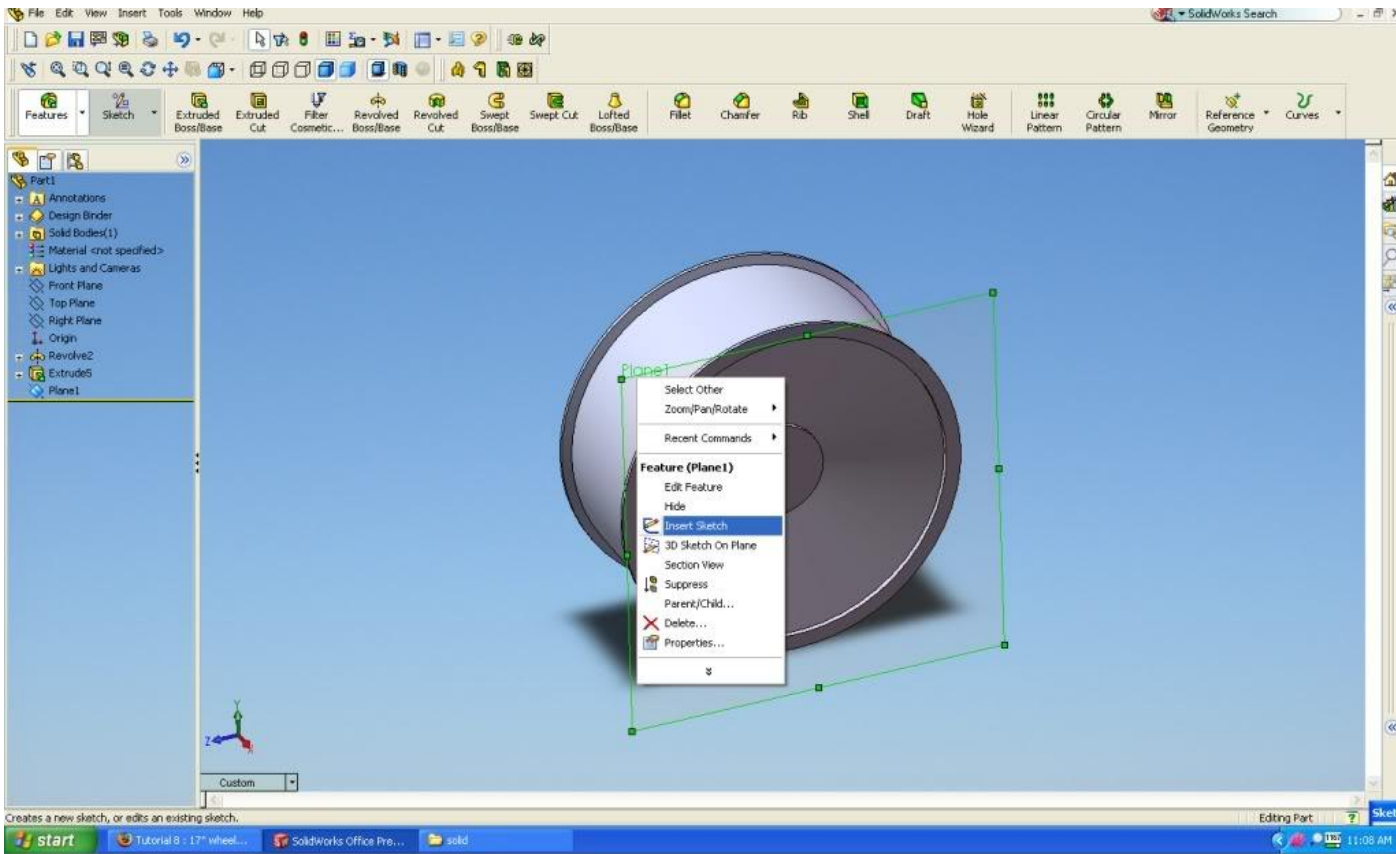 File Edit View Insert Tools Window Help
SolidWorks Search
Features
Sketch
Extruded Boss/Base
Extruded Cut
Filter Cosmetic...
Revolved Boss/Base
Revolved Cut
Swept Boss/Base
Swept Cut
Lofted Boss/Base
Fillet
Chamfer
Rib
Shell
Draft
Hole Wizard
Linear Pattern
Circular Pattern
Mirror
Reference Geometry
Curves
Part1
Annotations
Design Binder
Solid Bodies(1)
Material <not specified>
Lights and Cameras
Front Plane
Top Plane
Right Plane
Origin
Revolve2
Extrude5
Plane1
Plane1
Select Other
Zoom/Pan/Rotate
Recent Commands
Feature (Plane1)
Edit Feature
Hide
Insert Sketch
3D Sketch On Plane
Section View
Suppress
Parent/Child...
Delete...
Properties...
Y
Z
X
Custom
Creates a new sketch, or edits an existing sketch.
Editing Part
?
Sket
start
Tutorial 8 : 17" wheel...
SolidWorks Office Pre...
solid
11:08 AM